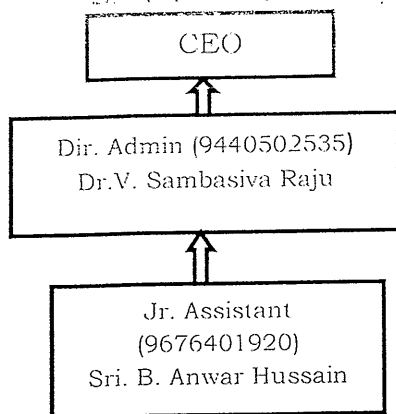 CEO
Dir. Admin (9440502535)
Dr.V. Sambasiva Raju
Jr. Assistant
(9676401920)
Sri. B. Anwar Hussain